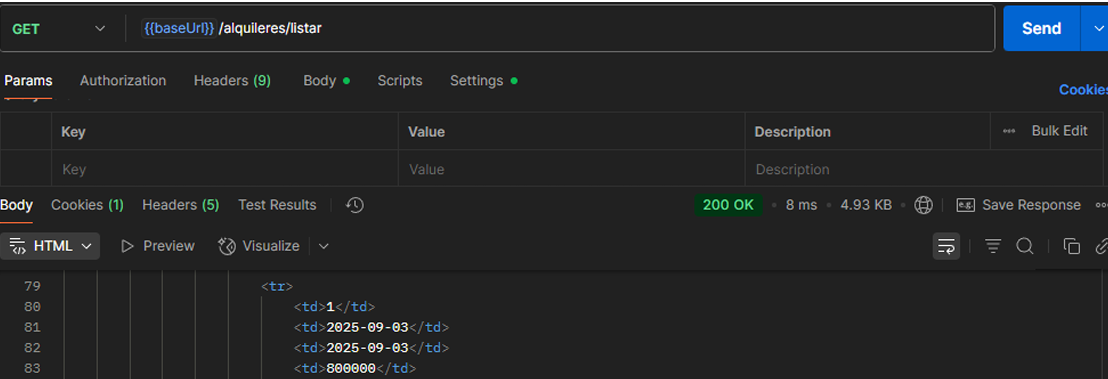 GET {{baseUrl}} /alquileres/listar Send
Params Authorization Headers (9) Body Scripts Settings
Cookies
Key Value Description Bulk Edit
Key Value Description
Body Cookies (1) Headers (5) Test Results 200 OK 8 ms 4.93 KB e.g. Save Response
HTML Preview Visualize
79 <tr>
80 <td>1</td>
81 <td>2025-09-03</td>
82 <td>2025-09-03</td>
83 <td>800000</td>